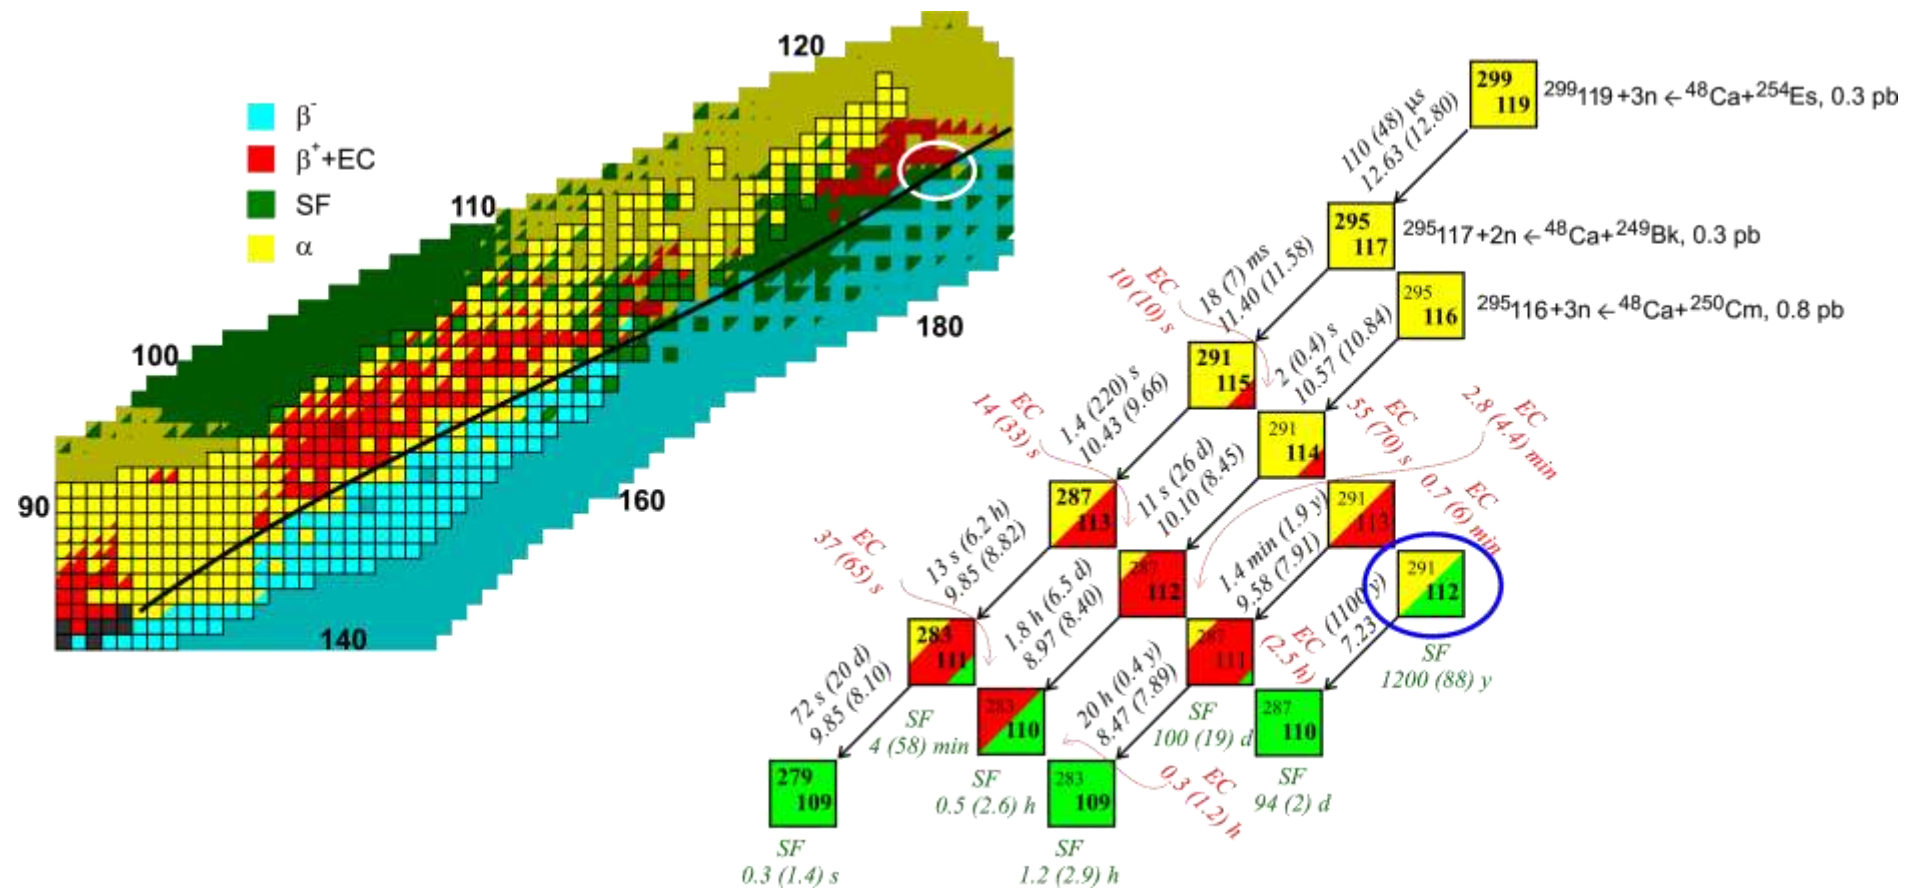 120
110
100
90
180
160
140
β⁻
β⁺+EC
SF
α
299
119
²⁹⁹119+3n ← ⁴⁸Ca+²⁵⁴Es, 0.3 pb
110 (48) μs
12.63 (12.80)
295
117
²⁹⁵117+2n ← ⁴⁸Ca+²⁴⁹Bk, 0.3 pb
295
116
²⁹⁵116+3n ← ⁴⁸Ca+²⁵⁰Cm, 0.8 pb
18 (7) ms
11.40 (11.58)
EC
10 (10) s
291
115
2 (0.4) s
10.57 (10.84)
1.4 (220) s
10.43 (9.66)
EC
14 (33) s
291
114
EC
55 (70) s
EC
2.8 (4.4) min
287
113
11 s (26 d)
10.10 (8.45)
291
113
EC
0.7 (6) min
13 s (6.2 h)
9.85 (8.82)
EC
37 (65) s
287
112
1.4 min (1.9 y)
9.58 (7.91)
291
112
SF
1200 (88) y
283
111
1.8 h (6.5 d)
8.97 (8.40)
287
111
EC
(2.5 h)
(1100 y)
7.23
72 s (20 d)
9.85 (8.10)
SF
4 (58) min
283
110
20 h (0.4 y)
8.47 (7.89)
SF
100 (19) d
287
110
279
109
SF
0.5 (2.6) h
283
109
EC
0.3 (1.2) h
SF
94 (2) d
SF
0.3 (1.4) s
SF
1.2 (2.9) h